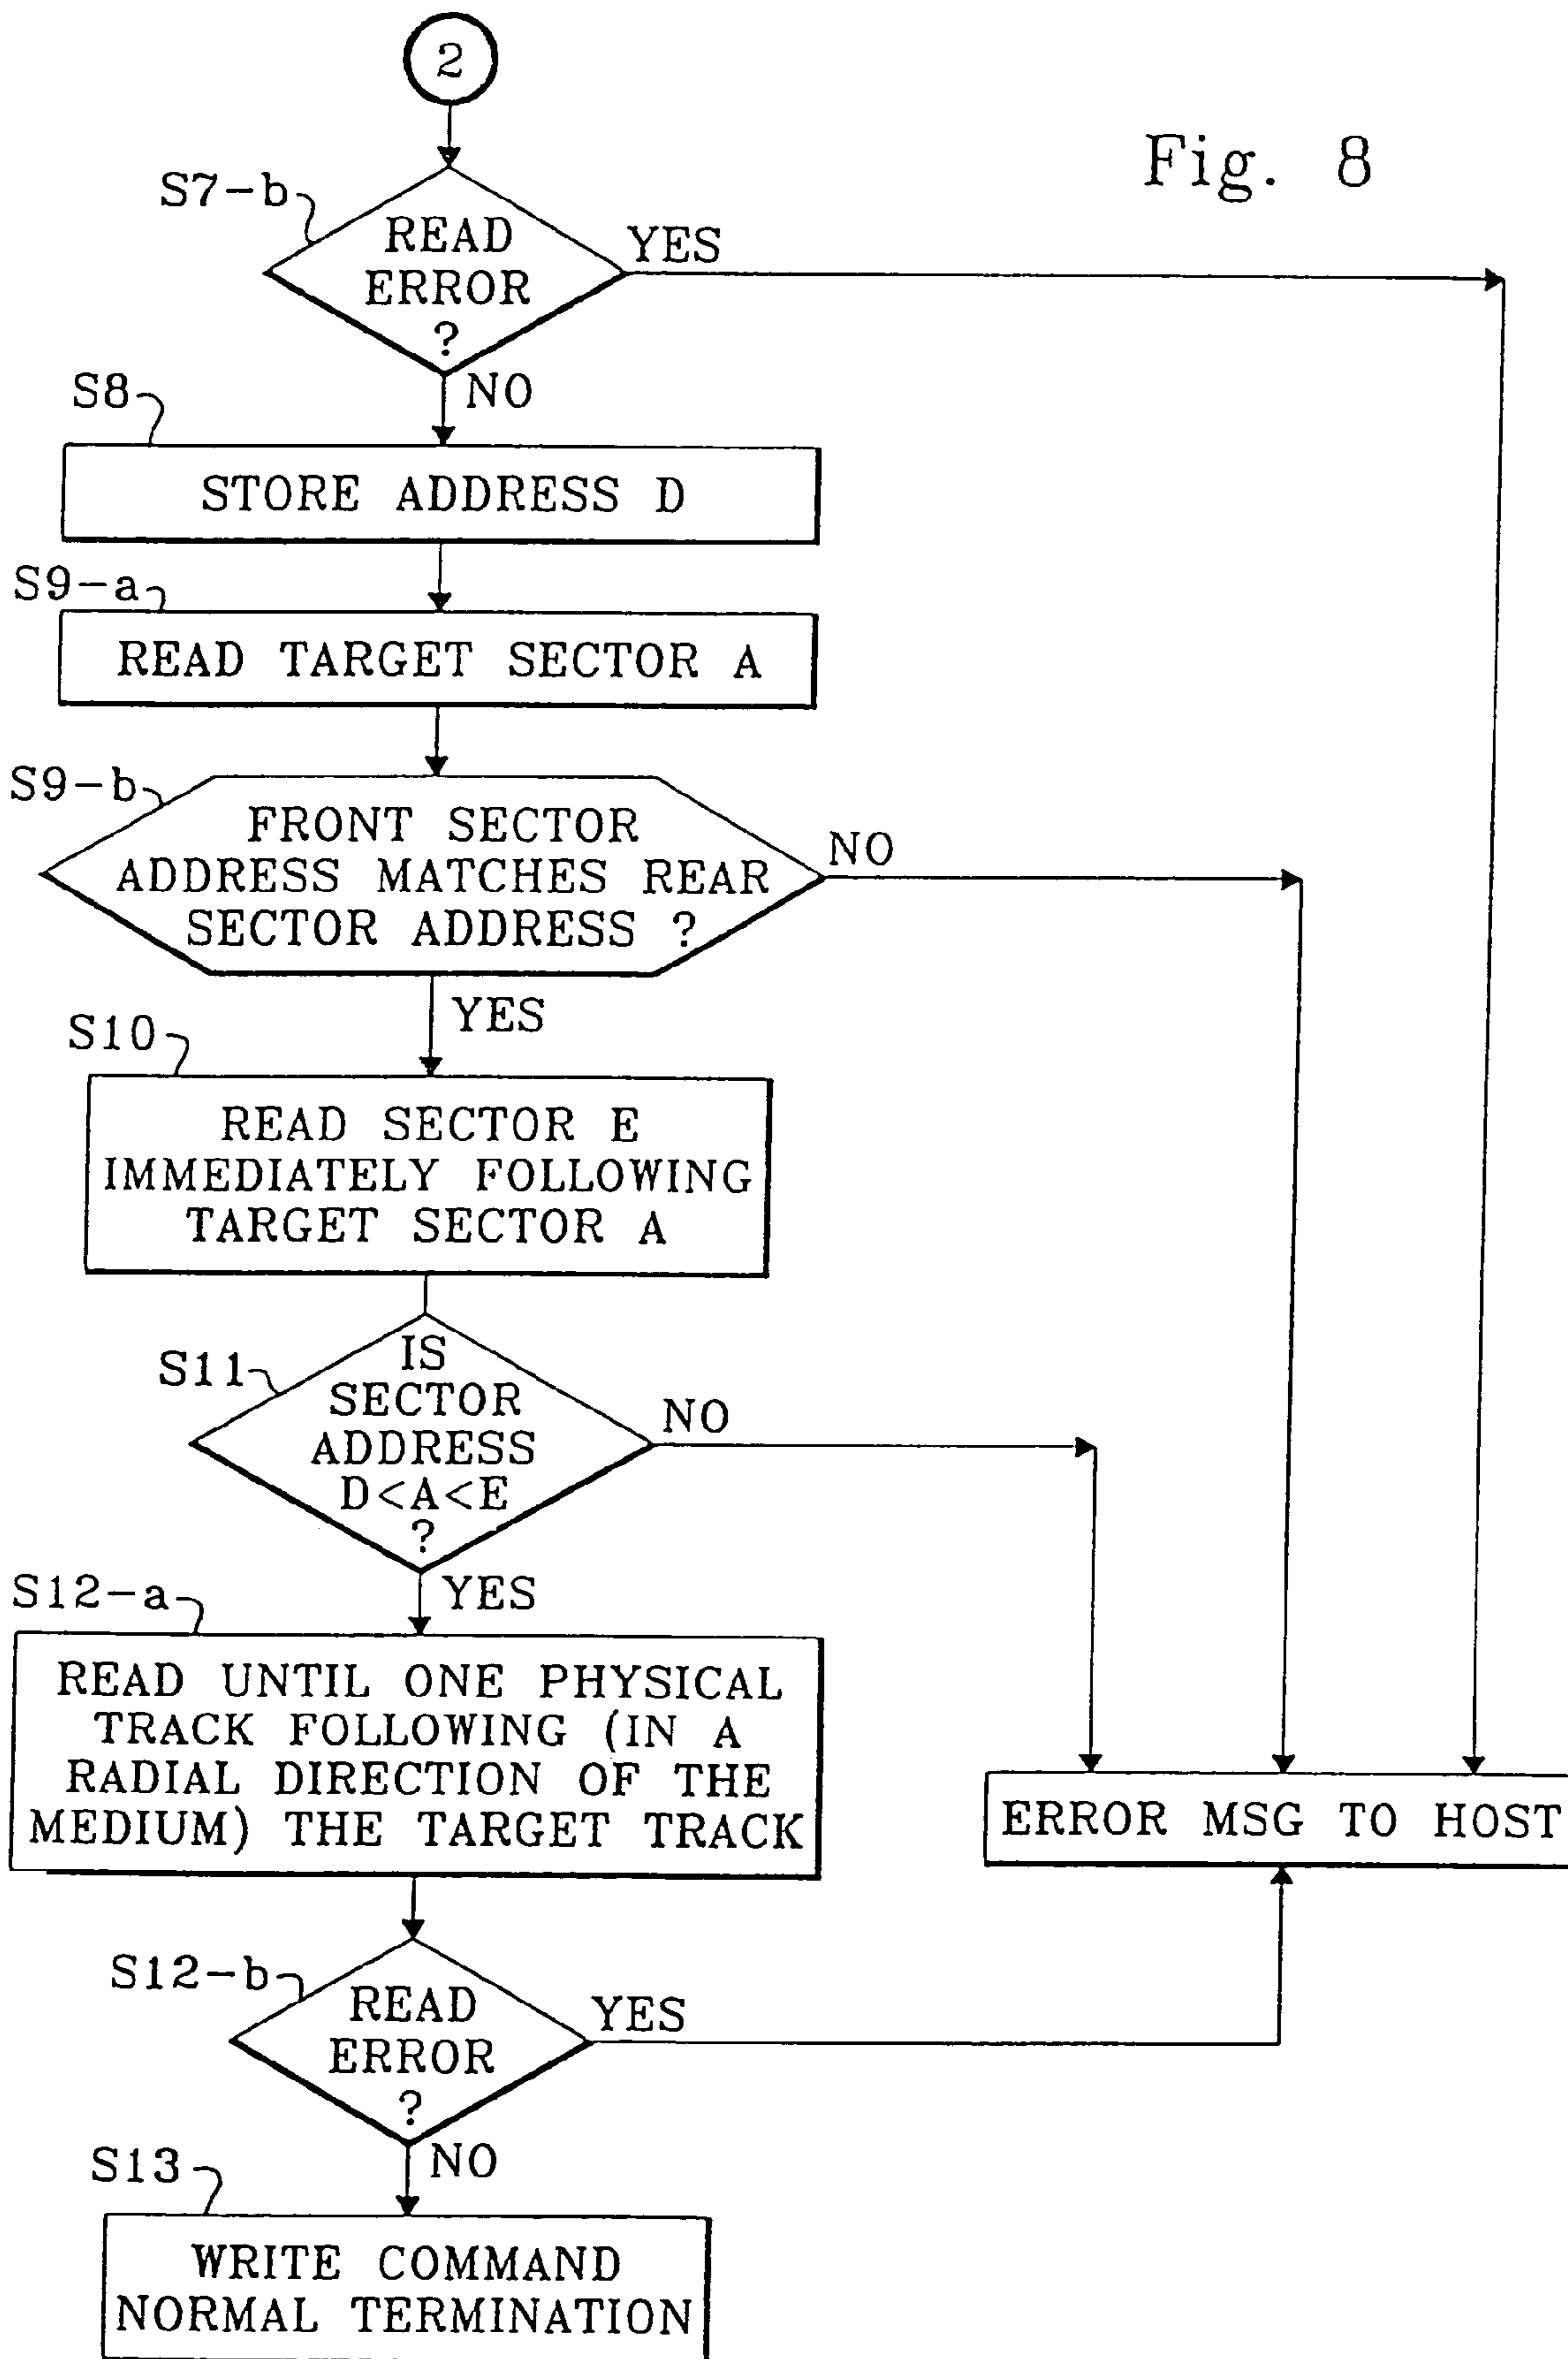 2
Fig. 8
S7-b
READ
ERROR
?
YES
NO
S8
STORE ADDRESS D
S9-a
READ TARGET SECTOR A
S9-b
FRONT SECTOR
ADDRESS MATCHES REAR
SECTOR ADDRESS ?
NO
YES
S10
READ SECTOR E
IMMEDIATELY FOLLOWING
TARGET SECTOR A
S11
IS
SECTOR
ADDRESS
D<A<E
?
NO
YES
S12-a
READ UNTIL ONE PHYSICAL
TRACK FOLLOWING (IN A
RADIAL DIRECTION OF THE
MEDIUM) THE TARGET TRACK
ERROR MSG TO HOST
S12-b
READ
ERROR
?
YES
NO
S13
WRITE COMMAND
NORMAL TERMINATION